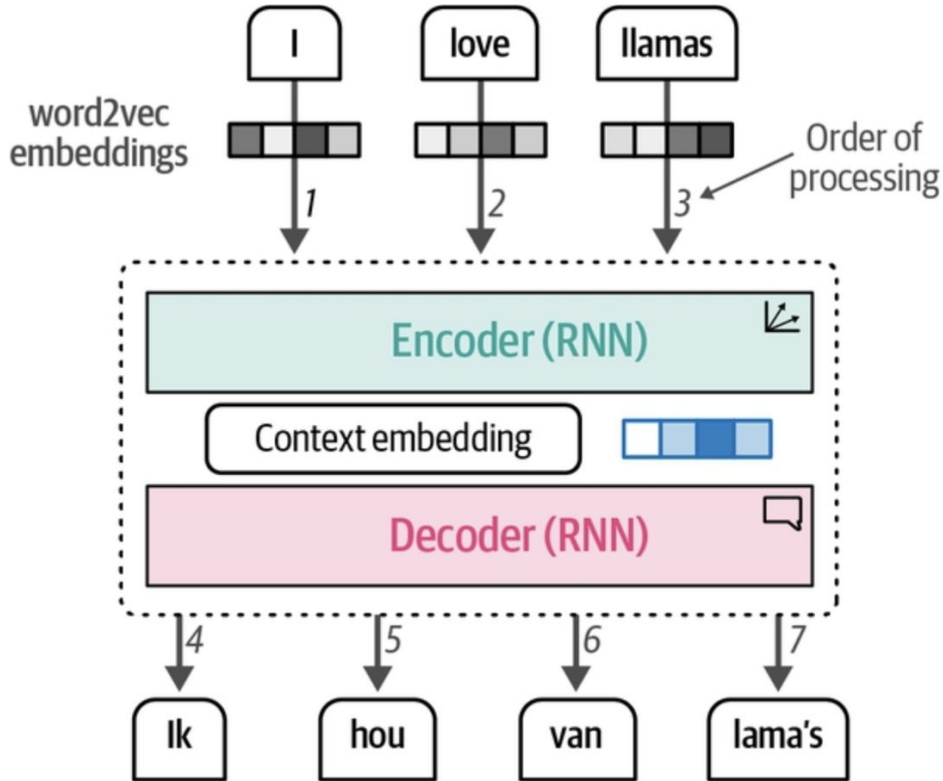 I
love
llamas
word2vec
embeddings
Order of
processing
1
2
3
Encoder (RNN)
Context embedding
Decoder (RNN)
4
5
6
7
Ik
hou
van
lama's